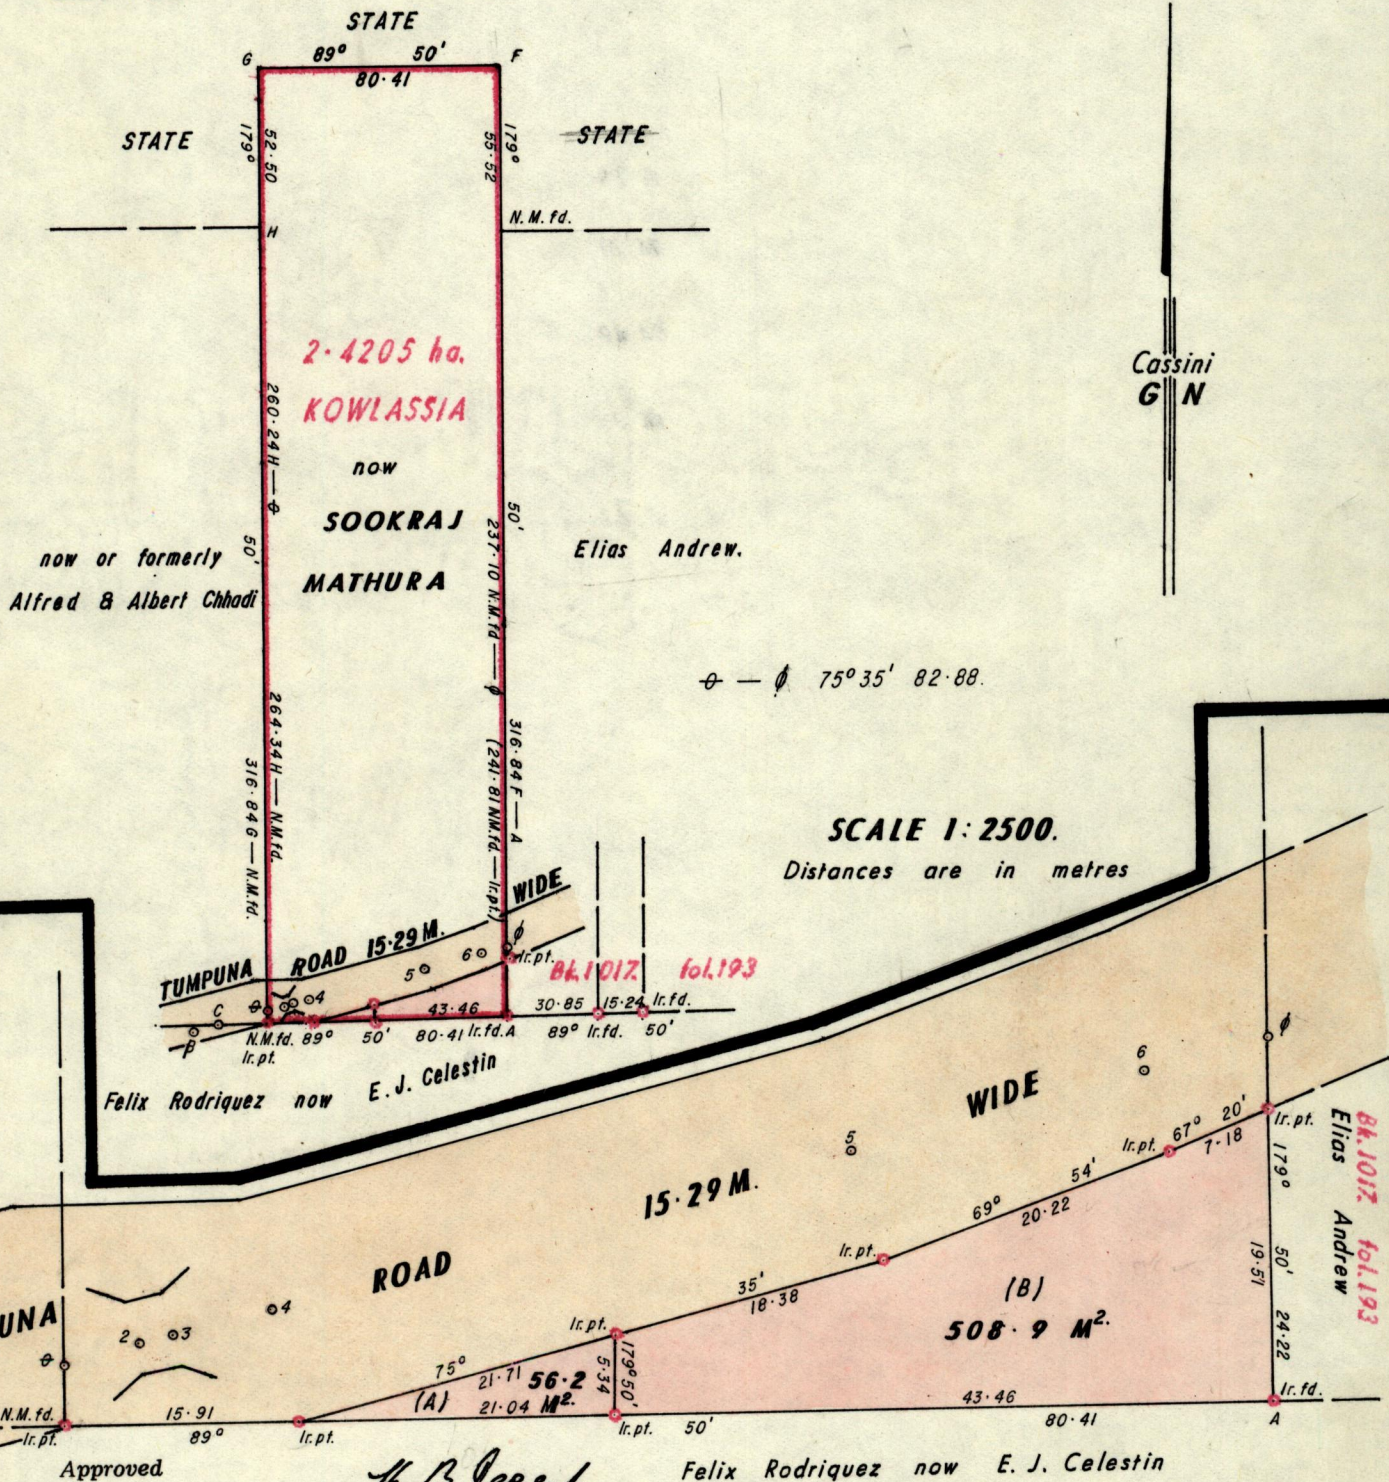 STATE
G 89° 50' F
80·41
STATE
179°
52·50
55·52
179°
STATE
H
N.M. fd.
2·4205 ha.
KOWLASSIA
now
SOOKRAJ
MATHURA
Cassini
G N
260·24H — ꝋ
50'
50'
237·10 N.M.fd — ϕ
now or formerly
Alfred & Albert Chhadi
Elias Andrew.
ꝋ — ϕ 75° 35' 82·88.
264·34H — N.M.fd.
316·84G — N.M.fd.
(241·81 N.M.fd. — Ir.pt.)
316·84F — A
SCALE 1:2500.
Distances are in metres
TUMPUNA ROAD 15·29 M. WIDE
ϕ
Ir.pt.
5 6
Bk.1017. fol.193
B C ꝋ 4
43·46 30·85 15·24 Ir.fd.
N.M.fd. 89° 50' 80·41 Ir.fd. A 89° Ir.fd. 50'
Ir.pt.
Felix Rodriquez now E. J. Celestin
WIDE
6
ϕ
5
15·29 M.
ROAD
Ir.pt. 67° 20' Ir.pt.
7·18
69° 54'
20·22
Ir.pt.
35'
18·38
179° 50'
19·51 24·22
Elias Andrew
Bk.1017. fol.193
UNA
2 3 4
ꝋ
Ir.pt.
75°
21·71
(A) 56·2 M².
21·04
5·34
179° 50'
(B)
508·9 M².
N.M. fd. 15·91 43·46 Ir.fd.
Ir.pt. 89° Ir.pt. Ir.pt. 50' 80·41 A
Approved
Felix Rodriquez now E. J. Celestin